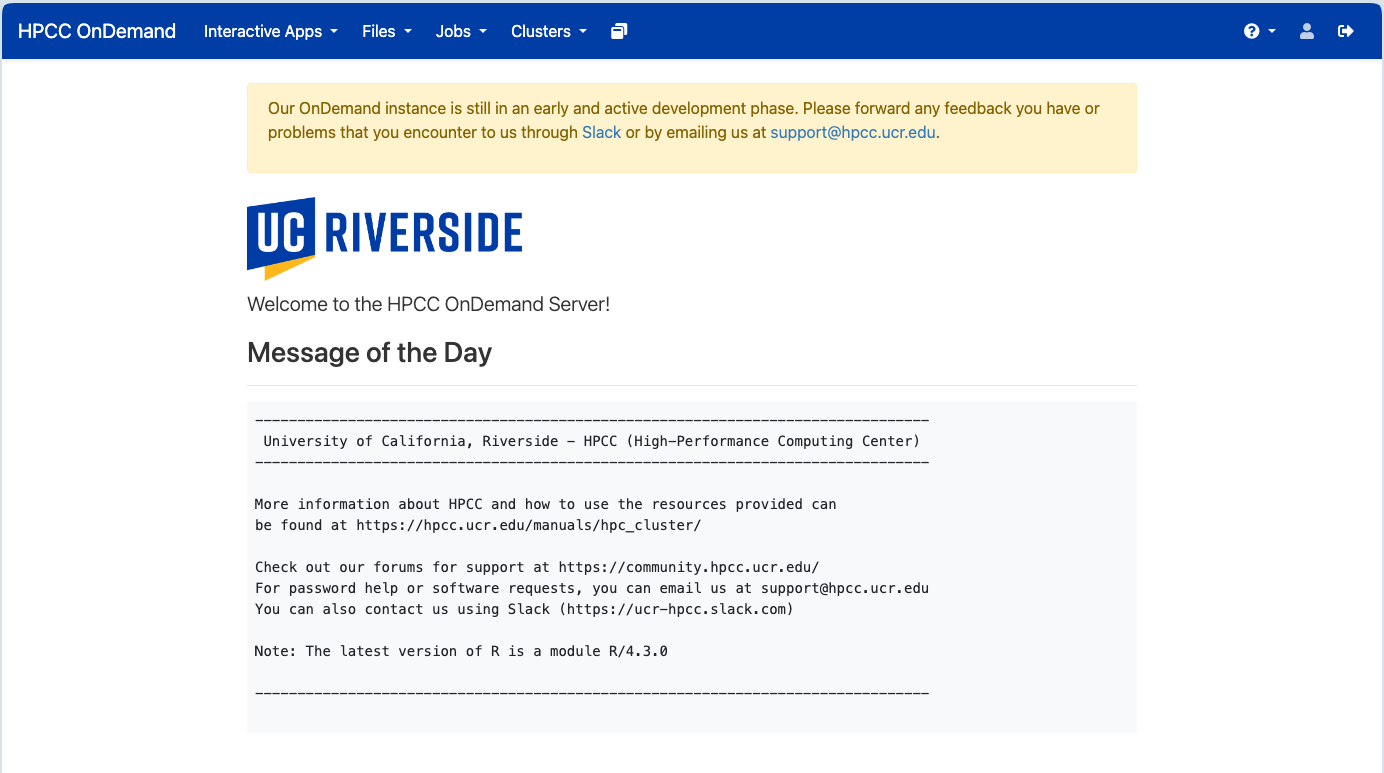 HPCC OnDemand Interactive Apps Files Jobs Clusters
Our OnDemand instance is still in an early and active development phase. Please forward any feedback you have or
problems that you encounter to us through Slack or by emailing us at support@hpcc.ucr.edu.
UC RIVERSIDE
Welcome to the HPCC OnDemand Server!
Message of the Day
--------------------------------------------------------------------------------
University of California, Riverside - HPCC (High-Performance Computing Center)
--------------------------------------------------------------------------------
More information about HPCC and how to use the resources provided can
be found at https://hpcc.ucr.edu/manuals/hpc_cluster/
Check out our forums for support at https://community.hpcc.ucr.edu/
For password help or software requests, you can email us at support@hpcc.ucr.edu
You can also contact us using Slack (https://ucr-hpcc.slack.com)
Note: The latest version of R is a module R/4.3.0
--------------------------------------------------------------------------------